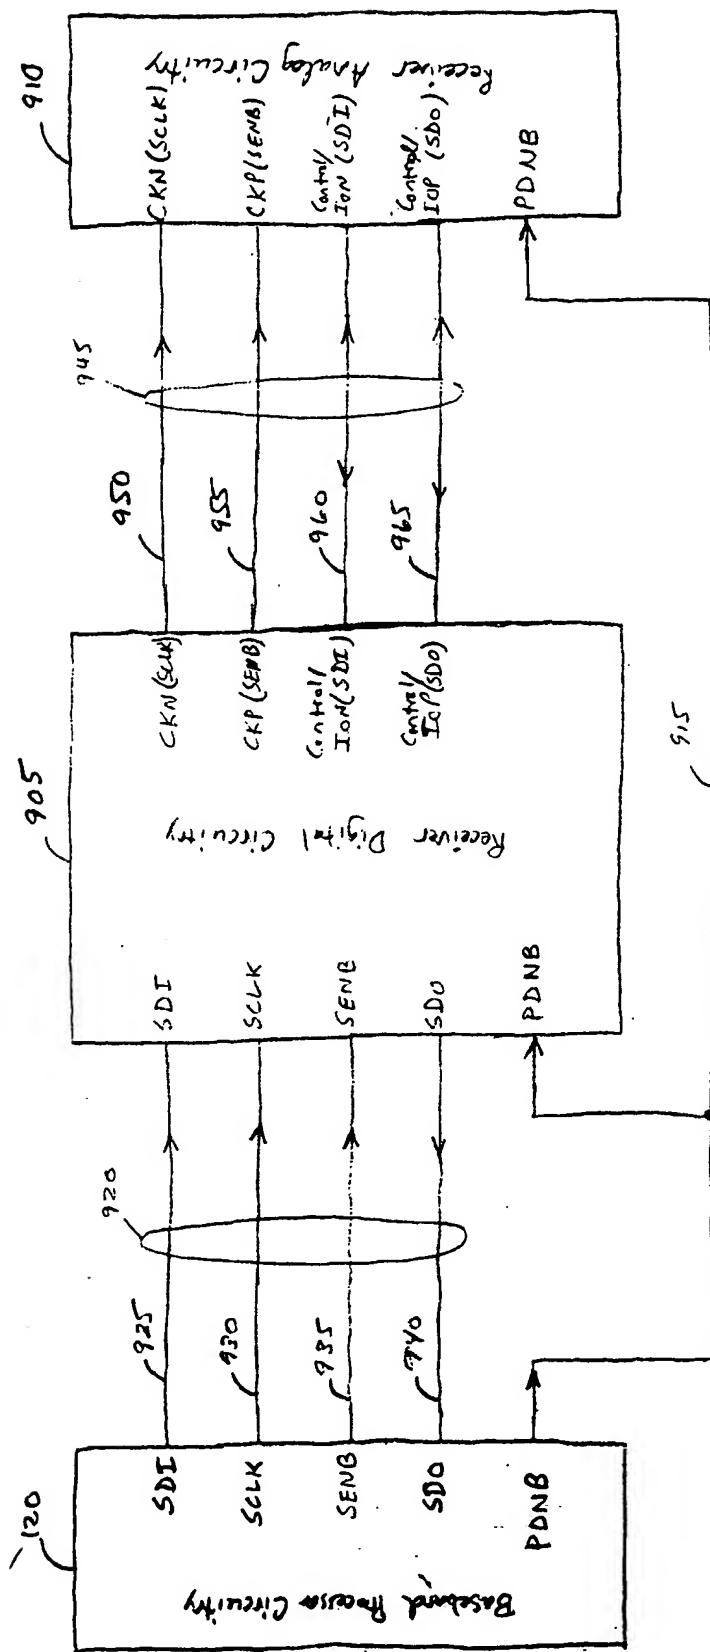 910
Receiver
Analog Circuitry
CKN(SCLK)
CKP(SENB)
Control/
ION (SDI)
Control/
IOP (SDO)
PDNB
945
950
955
960
965
905
CKN(SCLK)
CKP(SENB)
Control/
ION(SDI)
Control/
IOP(SDO)
Receiver Digital Circuitry
SDI
SCLK
SENB
SDO
PDNB
915
920
925
930
935
940
120
SDI
SCLK
SENB
SDO
PDNB
Baseband Processor Circuitry